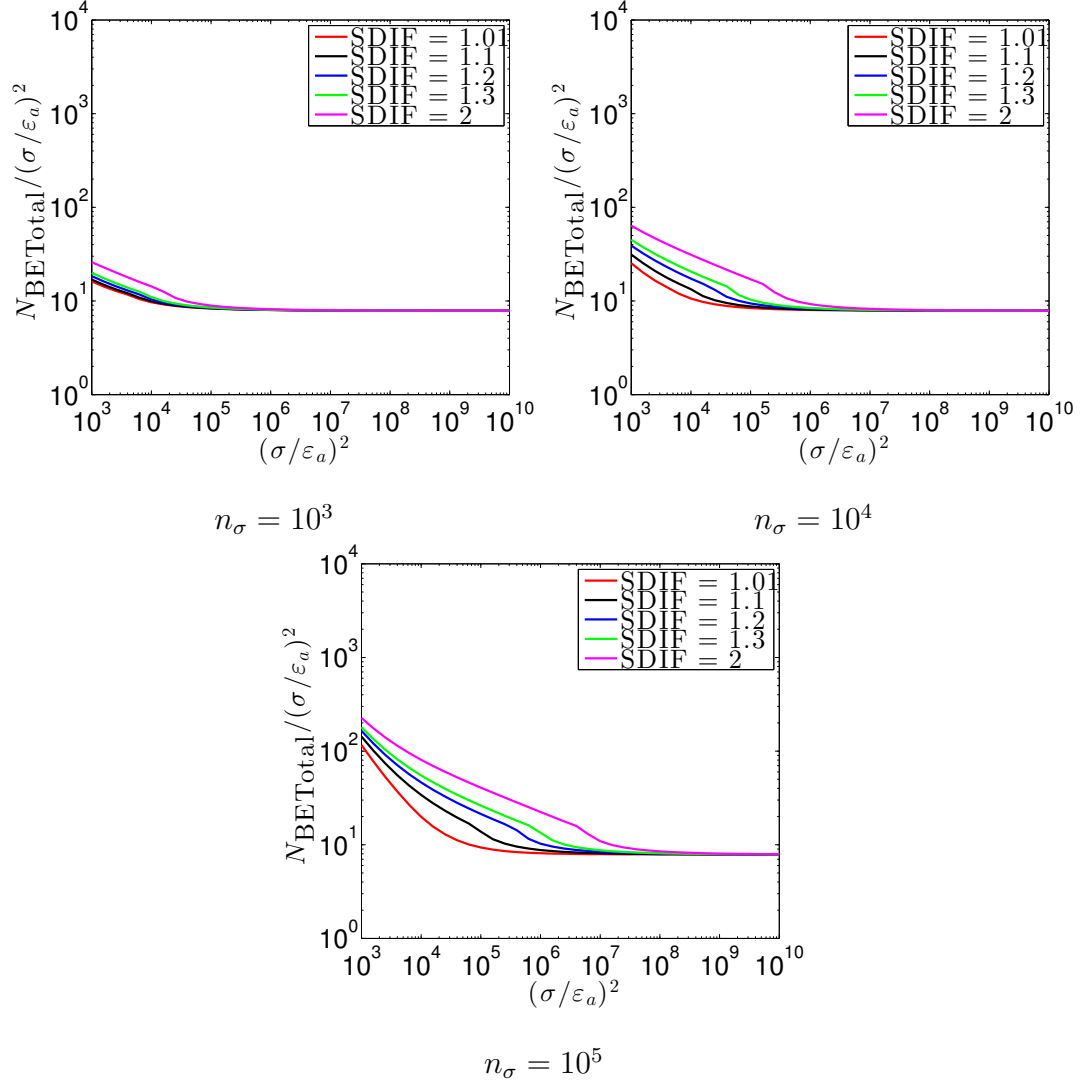 10^4
10^3
10^2
10^1
10^0
N_BETotal/(σ/ε_a)^2
SDIF = 1.01
SDIF = 1.1
SDIF = 1.2
SDIF = 1.3
SDIF = 2
10^3 10^4 10^5 10^6 10^7 10^8 10^9 10^10
(σ/ε_a)^2
n_σ = 10^3
10^4
10^3
10^2
10^1
10^0
N_BETotal/(σ/ε_a)^2
SDIF = 1.01
SDIF = 1.1
SDIF = 1.2
SDIF = 1.3
SDIF = 2
10^3 10^4 10^5 10^6 10^7 10^8 10^9 10^10
(σ/ε_a)^2
n_σ = 10^4
10^4
10^3
10^2
10^1
10^0
N_BETotal/(σ/ε_a)^2
SDIF = 1.01
SDIF = 1.1
SDIF = 1.2
SDIF = 1.3
SDIF = 2
10^3 10^4 10^5 10^6 10^7 10^8 10^9 10^10
(σ/ε_a)^2
n_σ = 10^5